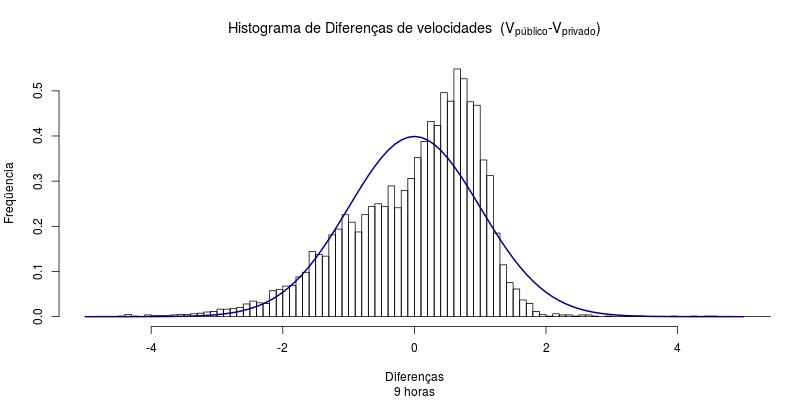 Histograma de Diferenças de velocidades (Vpúblico-Vprivado)
0.5
0.4
0.3
0.2
0.1
0.0
Freqüencia
-4 -2 0 2 4
Diferenças
9 horas